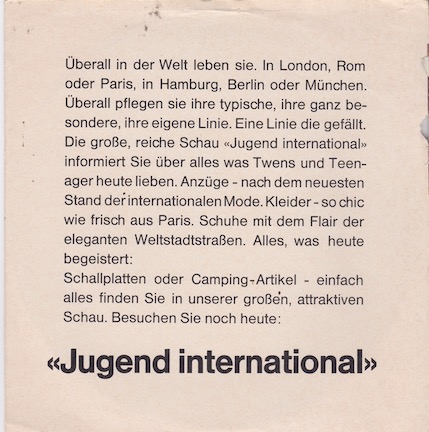 Überall in der Welt leben sie. In London, Rom
oder Paris, in Hamburg, Berlin oder München.
Überall pflegen sie ihre typische, ihre ganz be-
sondere, ihre eigene Linie. Eine Linie die gefällt.
Die große, reiche Schau «Jugend international»
informiert Sie über alles was Twens und Teen-
ager heute lieben. Anzüge - nach dem neuesten
Stand der internationalen Mode. Kleider - so chic
wie frisch aus Paris. Schuhe mit dem Flair der
eleganten Weltstadtstraßen. Alles, was heute
begeistert:
Schallplatten oder Camping-Artikel - einfach
alles finden Sie in unserer großen, attraktiven
Schau. Besuchen Sie noch heute:
«Jugend international»